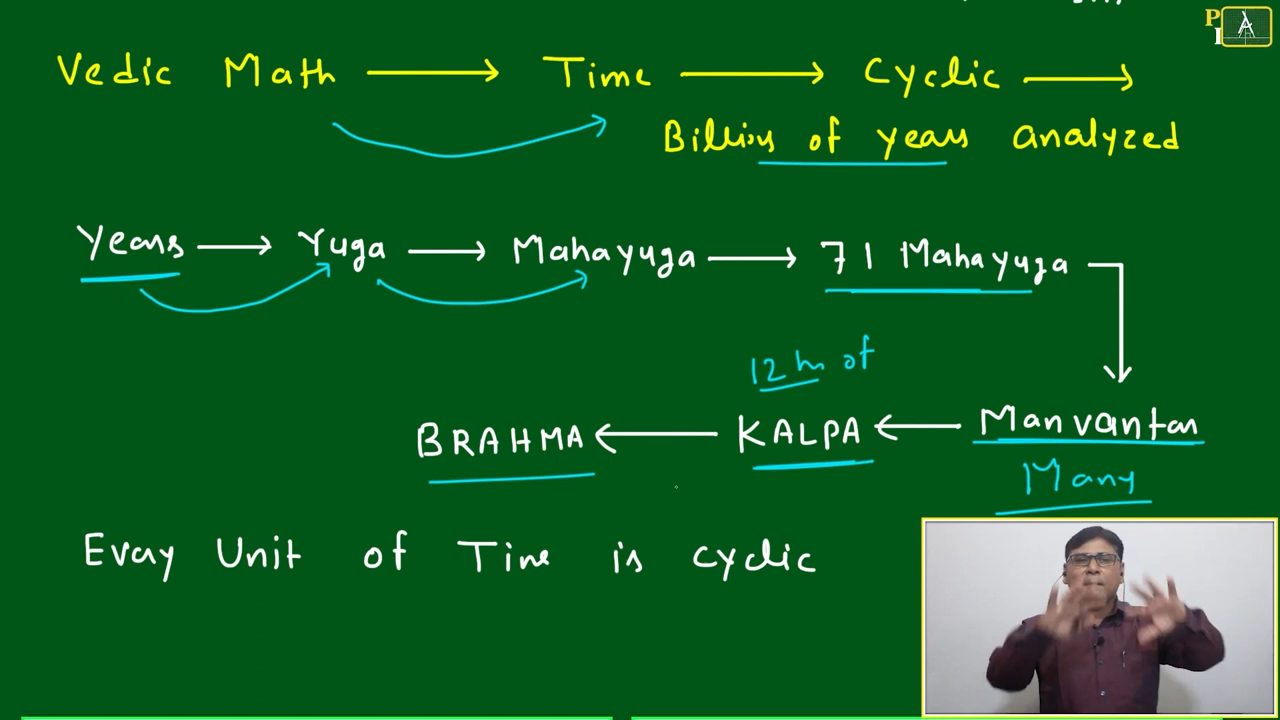 Vedic Math → Time → Cyclic →
Billions of years analyzed
Years → Yuga → Mahayuga → 71 Mahayuga
12 hr of
BRAHMA ← KALPA ← Manvantar
Many
Every Unit of Time is cyclic